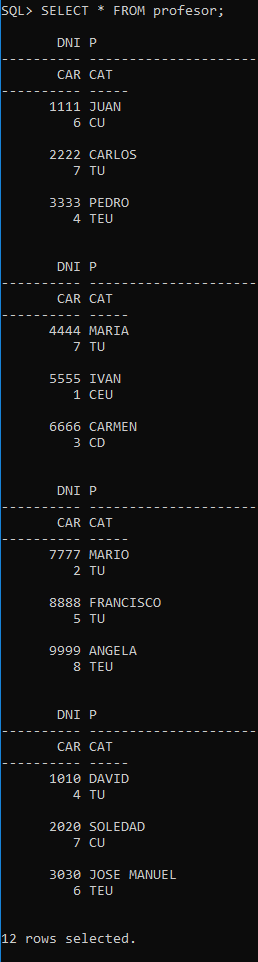 SQL> SELECT * FROM profesor;
DNI P
---------- ---------------------
CAR CAT
---------- -----
1111 JUAN
6 CU
2222 CARLOS
7 TU
3333 PEDRO
4 TEU
DNI P
---------- ---------------------
CAR CAT
---------- -----
4444 MARIA
7 TU
5555 IVAN
1 CEU
6666 CARMEN
3 CD
DNI P
---------- ---------------------
CAR CAT
---------- -----
7777 MARIO
2 TU
8888 FRANCISCO
5 TU
9999 ANGELA
8 TEU
DNI P
---------- ---------------------
CAR CAT
---------- -----
1010 DAVID
4 TU
2020 SOLEDAD
7 CU
3030 JOSE MANUEL
6 TEU
12 rows selected.